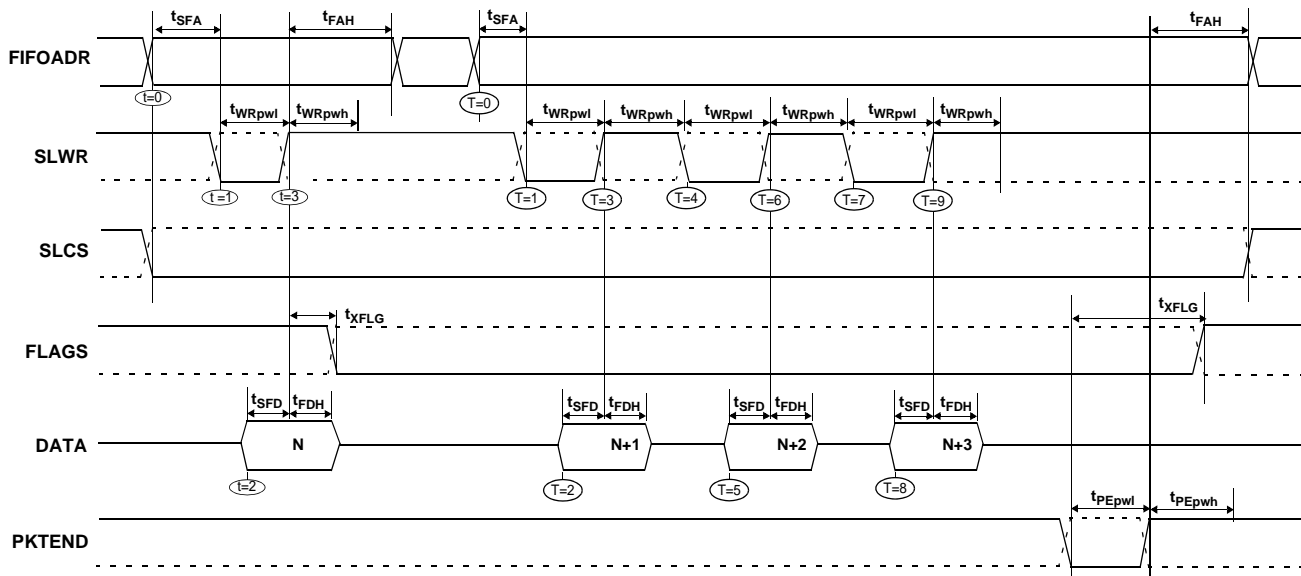 tSFA tFAH tSFA tFAH
FIFOADR
t=0 T=0
tWRpwl tWRpwh tWRpwl tWRpwh tWRpwl tWRpwh tWRpwl tWRpwh
SLWR
t =1 t=3 T=1 T=3 T=4 T=6 T=7 T=9
SLCS
tXFLG tXFLG
FLAGS
tSFD tFDH tSFD tFDH tSFD tFDH tSFD tFDH
DATA N N+1 N+2 N+3
t=2 T=2 T=5 T=8
tPEpwl tPEpwh
PKTEND